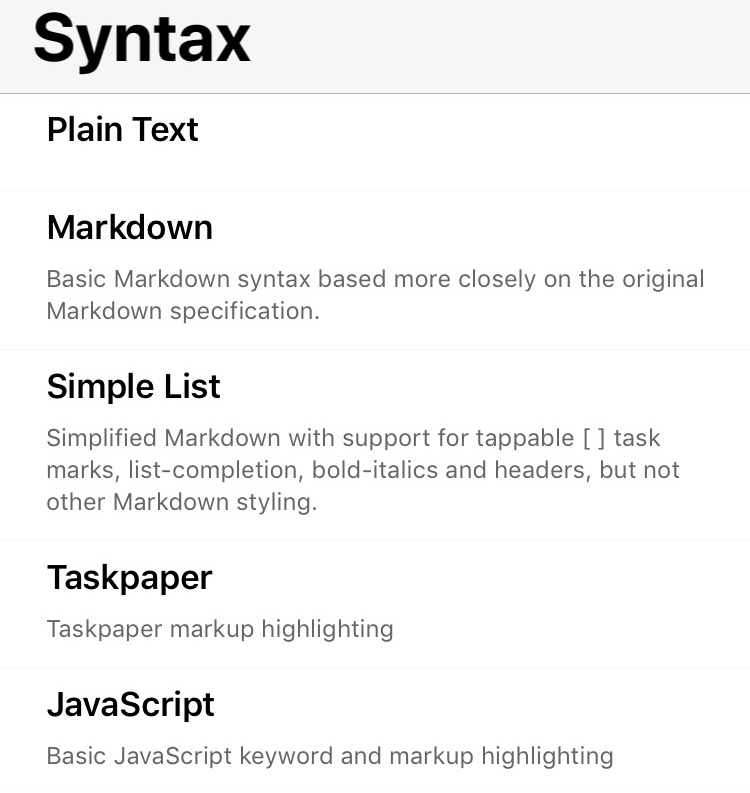 Syntax
Plain Text
Markdown
Basic Markdown syntax based more closely on the original
Markdown specification.
Simple List
Simplified Markdown with support for tappable [ ] task
marks, list-completion, bold-italics and headers, but not
other Markdown styling.
Taskpaper
Taskpaper markup highlighting
JavaScript
Basic JavaScript keyword and markup highlighting